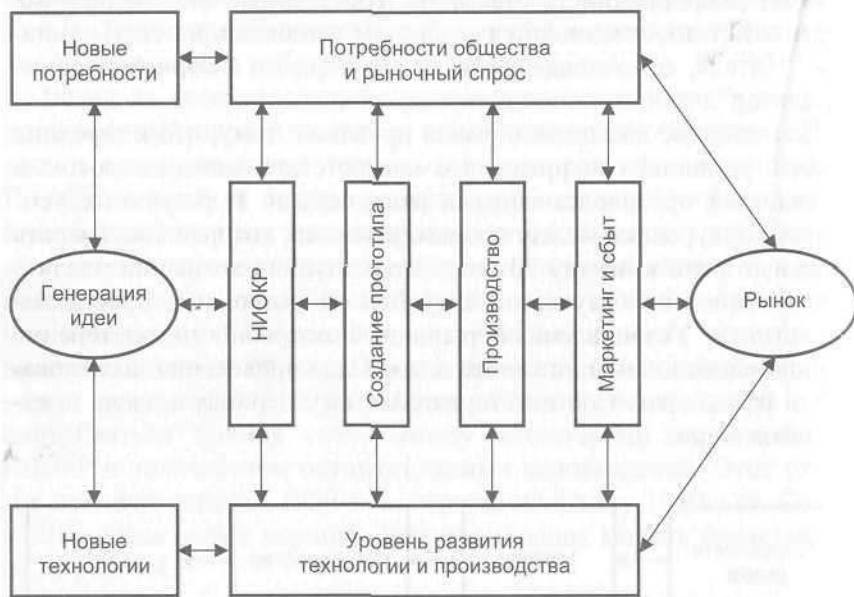 Новые
потребности
Потребности общества
и рыночный спрос
Генерация
идеи
НИОКР
Создание прототипа
Производство
Маркетинг и сбыт
Рынок
Новые
технологии
Уровень развития
технологии и производства